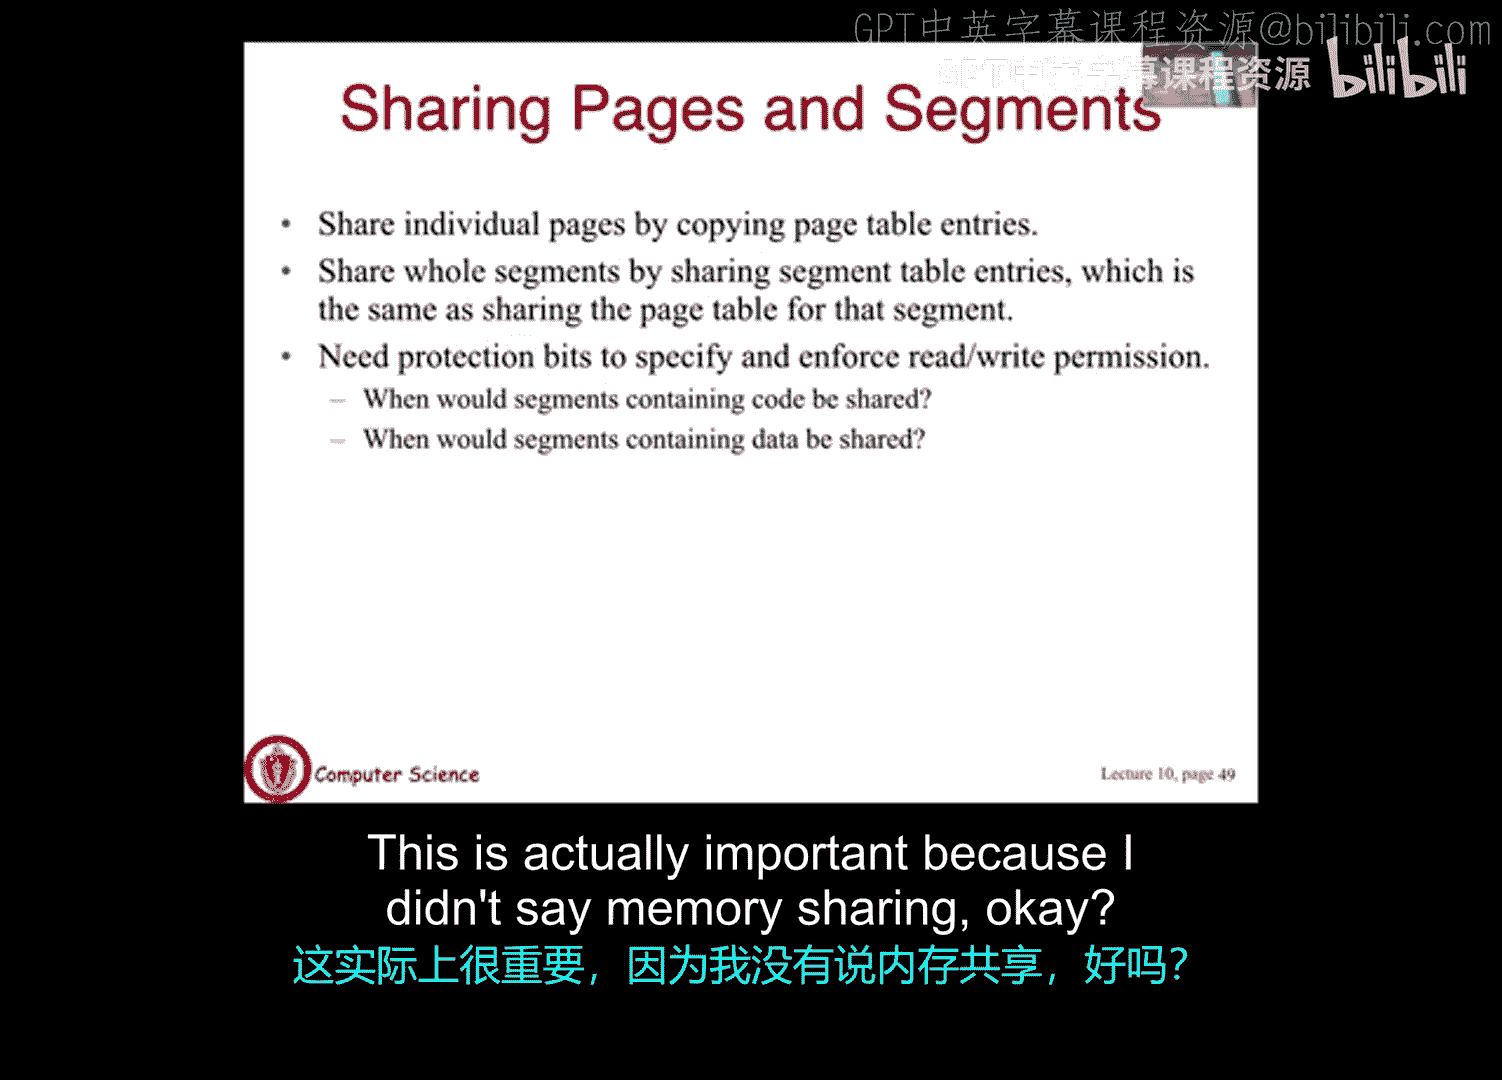 GPT中英字幕课程资源@bilibili.com
课程资源 bilibili
Sharing Pages and Segments
• Share individual pages by copying page table entries.
• Share whole segments by sharing segment table entries, which is
the same as sharing the page table for that segment.
• Need protection bits to specify and enforce read/write permission.
– When would segments containing code be shared?
– When would segments containing data be shared?
Computer Science
Lecture 10, page 49
This is actually important because I
didn't say memory sharing, okay?
这实际上很重要，因为我没有说内存共享，好吗？